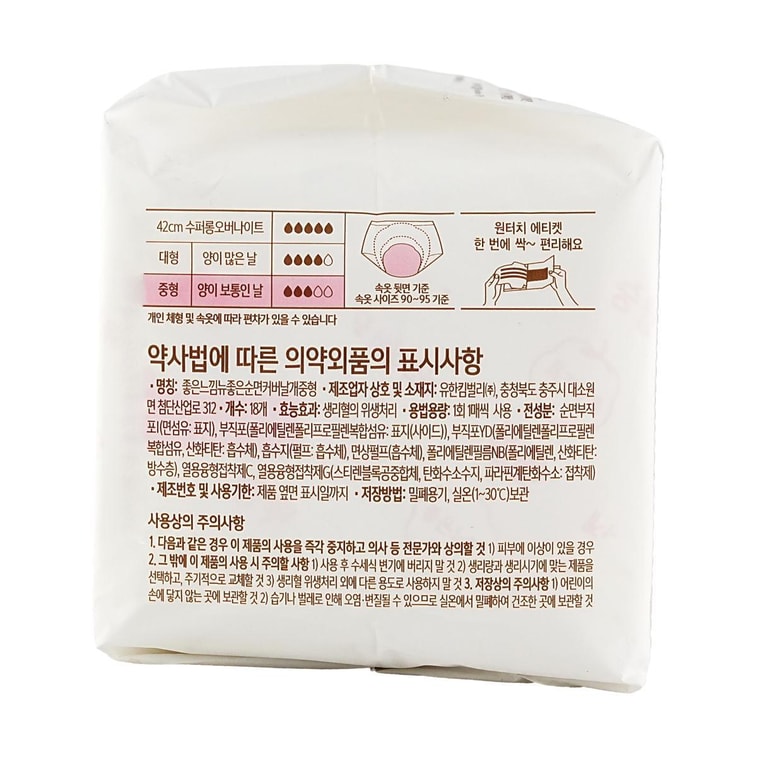 42cm 수퍼롱오버나이트
대형 양이 많은 날
중형 양이 보통인 날
속옷 뒷면 기준
속옷 사이즈 90~95 기준
원터치 에티켓
한 번에 싹~ 편리해요
개인 체형 및 속옷에 따라 편차가 있을 수 있습니다
약사법에 따른 의약외품의 표시사항
• 명칭: 좋은느낌뉴좋은순면커버날개중형 • 제조업자 상호 및 소재지: 유한킴벌리㈜, 충청북도 충주시 대소원
면 첨단산업로 312 • 개수: 18개 • 효능효과: 생리혈의 위생처리 • 용법용량: 1회 1매씩 사용 • 전성분: 순면부직
포I(면섬유: 표지), 부직포(폴리에틸렌폴리프로필렌복합섬유: 표지(사이드)), 부직포YD(폴리에틸렌폴리프로필렌
복합섬유, 산화티탄: 흡수체), 흡수지(펄프: 흡수체), 면상펄프(흡수체), 폴리에틸렌필름NB(폴리에틸렌, 산화티탄:
방수층), 열용융형접착제C, 열용융형접착제G(스티렌블록공중합체, 탄화수소수지, 파라핀계탄화수소: 접착제)
• 제조번호 및 사용기한: 제품 옆면 표시일까지 • 저장방법: 밀폐용기, 실온(1~30℃)보관
사용상의 주의사항
1. 다음과 같은 경우 이 제품의 사용을 즉각 중지하고 의사 등 전문가와 상의할 것 1) 피부에 이상이 있을 경우
2. 그 밖에 이 제품의 사용 시 주의할 사항 1) 사용 후 수세식 변기에 버리지 말 것 2) 생리량과 생리시기에 맞는 제품을
선택하고, 주기적으로 교체할 것 3) 생리혈 위생처리 외에 다른 용도로 사용하지 말 것 3. 저장상의 주의사항 1) 어린이의
손에 닿지 않는 곳에 보관할 것 2) 습기나 벌레로 인해 오염·변질될 수 있으므로 실온에서 밀폐하여 건조한 곳에 보관할 것